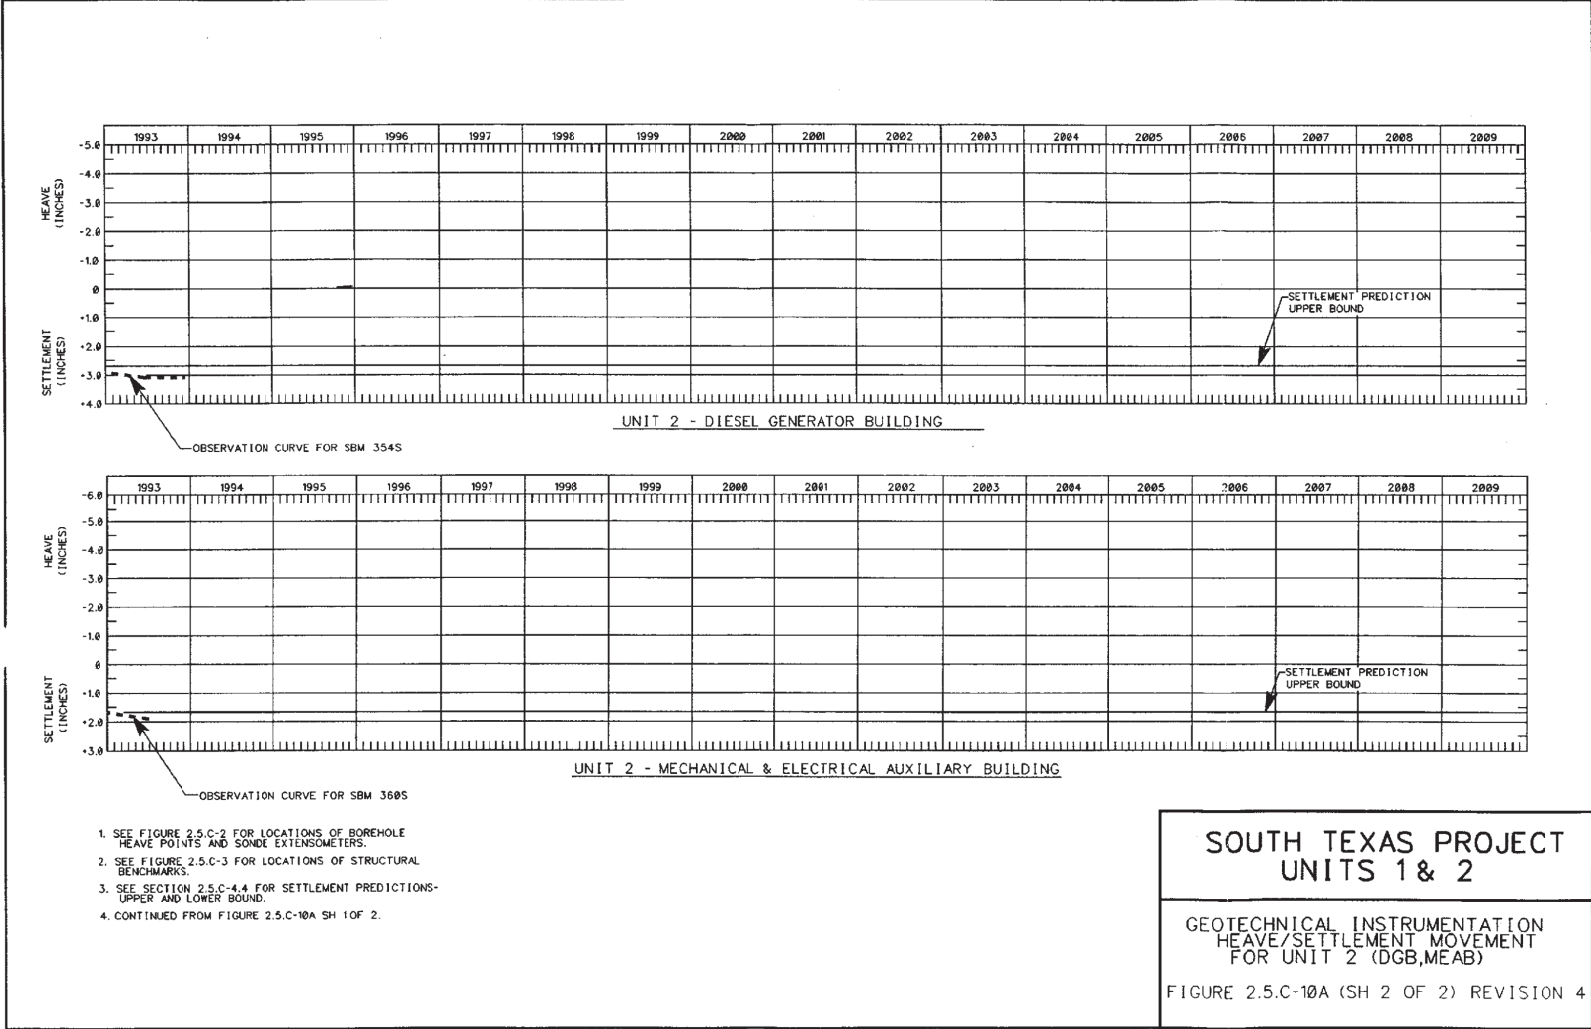 1993 1994 1995 1996 1997 1998 1999 2000 2001 2002 2003 2004 2005 2006 2007 2008 2009
-5.0
-4.0
-3.0
-2.0
-1.0
0
+1.0
+2.0
+3.0
+4.0
HEAVE
(INCHES)
SETTLEMENT
(INCHES)
SETTLEMENT PREDICTION
UPPER BOUND
UNIT 2 - DIESEL GENERATOR BUILDING
OBSERVATION CURVE FOR SBM 354S
1993 1994 1995 1996 1997 1998 1999 2000 2001 2002 2003 2004 2005 2006 2007 2008 2009
-6.0
-5.0
-4.0
-3.0
-2.0
-1.0
0
-1.0
+2.0
+3.0
HEAVE
(INCHES)
SETTLEMENT
(INCHES)
SETTLEMENT PREDICTION
UPPER BOUND
UNIT 2 - MECHANICAL & ELECTRICAL AUXILIARY BUILDING
OBSERVATION CURVE FOR SBM 360S
1. SEE FIGURE 2.5.C-2 FOR LOCATIONS OF BOREHOLE
HEAVE POINTS AND SONDE EXTENSOMETERS.
2. SEE FIGURE 2.5.C-3 FOR LOCATIONS OF STRUCTURAL
BENCHMARKS.
3. SEE SECTION 2.5.C-4.4 FOR SETTLEMENT PREDICTIONS-
UPPER AND LOWER BOUND.
4. CONTINUED FROM FIGURE 2.5.C-10A SH 1 OF 2.
SOUTH TEXAS PROJECT
UNITS 1 & 2
GEOTECHNICAL INSTRUMENTATION
HEAVE/SETTLEMENT MOVEMENT
FOR UNIT 2 (DGB,MEAB)
FIGURE 2.5.C-10A (SH 2 OF 2) REVISION 4